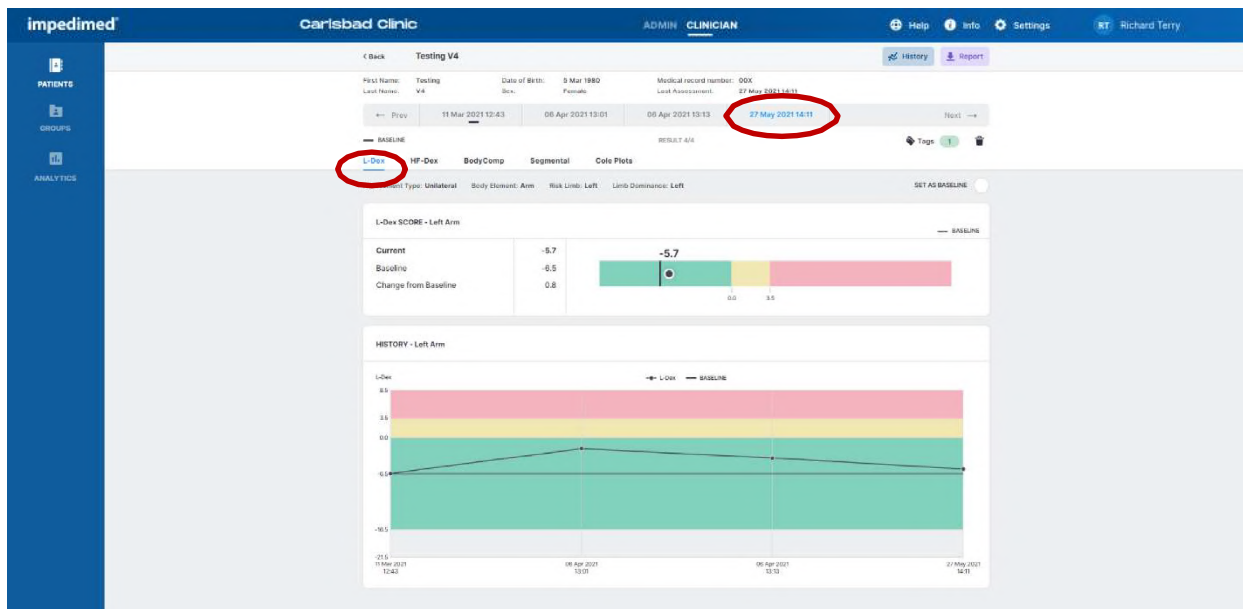 impedimed Carlsbad Clinic ADMIN CLINICIAN Help Info Settings RT Richard Terry
PATIENTS
GROUPS
ANALYTICS
< Back Testing V4 History Report
First Name: Testing Date of Birth: 5 Mar 1980 Medical record number: 00X
Last Name: V4 Sex: Female Last Assessment: 27 May 2021 14:11
← Prev 11 Mar 2021 12:43 06 Apr 2021 13:01 06 Apr 2021 13:13 27 May 2021 14:11 Next →
BASELINE RESULT 4/4 Tags 1
L-Dex HF-Dex BodyComp Segmental Cole Plots
Type: Unilateral Body Element: Arm Risk Limb: Left Limb Dominance: Left SET AS BASELINE
L-Dex SCORE - Left Arm
BASELINE
Current -5.7
Baseline -6.5
Change from Baseline 0.8
-5.7
0.0 3.5
HISTORY - Left Arm
L-Dex
L-Dex BASELINE
3.5
0.0
-6.5
-16.5
-21.5
11 Mar 2021 06 Apr 2021 06 Apr 2021 27 May 2021
12:43 13:01 13:13 14:11